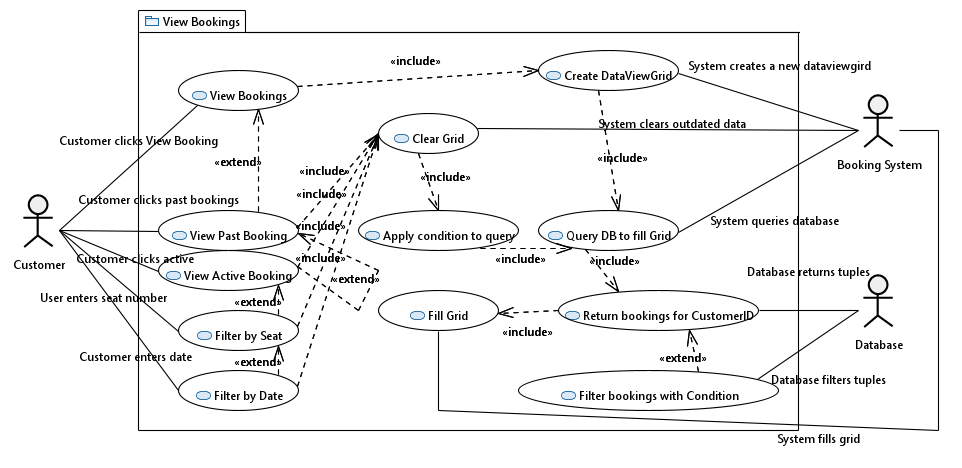 View Bookings
«include»
System creates a new dataviewgird
Create DataViewGrid
View Bookings
System clears outdated data
Customer clicks View Booking
Clear Grid
«extend»
«include»
Booking System
«include»
«include»
«include»
Customer clicks past bookings
System queries database
View Past Booking
«include»
Apply condition to query
Query DB to fill Grid
Customer
Customer clicks active
«include»
«include»
«include»
View Active Booking
«extend»
Database returns tuples
User enters seat number
«extend»
Fill Grid
Return bookings for CustomerID
Filter by Seat
«include»
Database
Customer enters date
«extend»
«extend»
Database filters tuples
Filter by Date
Filter bookings with Condition
System fills grid